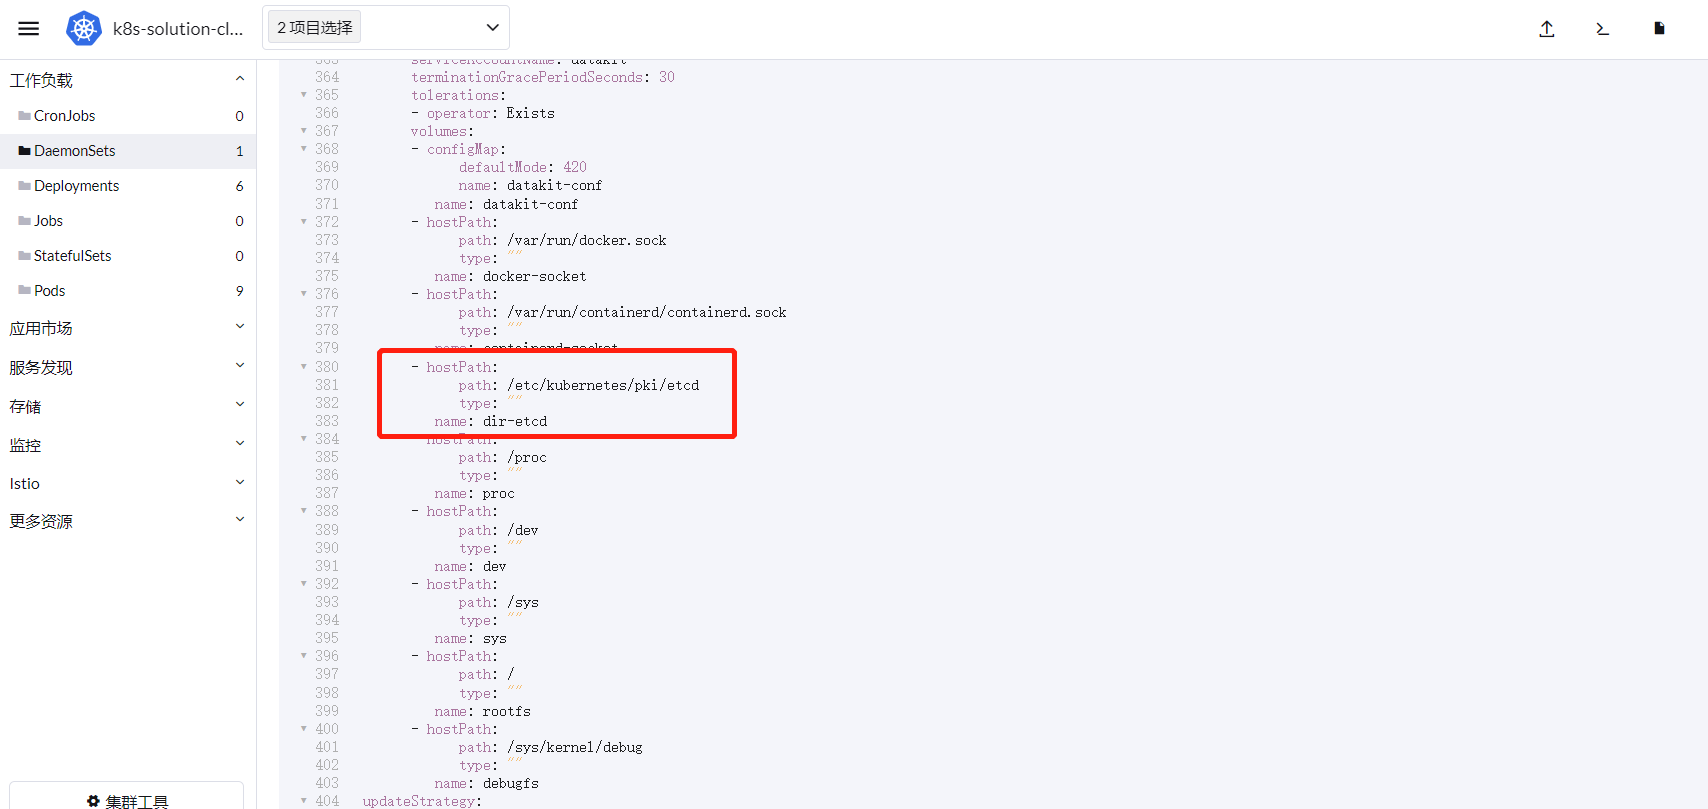 k8s-solution-cl...
2 项目选择
工作负载
CronJobs 0
DaemonSets 1
Deployments 6
Jobs 0
StatefulSets 0
Pods 9
应用市场
服务发现
存储
监控
Istio
更多资源
集群工具
363 serviceAccountName: datakit
364 terminationGracePeriodSeconds: 30
365 tolerations:
366 - operator: Exists
367 volumes:
368 - configMap:
369 defaultMode: 420
370 name: datakit-conf
371 name: datakit-conf
372 - hostPath:
373 path: /var/run/docker.sock
374 type: ""
375 name: docker-socket
376 - hostPath:
377 path: /var/run/containerd/containerd.sock
378 type: ""
379 name: containerd-socket
380 - hostPath:
381 path: /etc/kubernetes/pki/etcd
382 type: ""
383 name: dir-etcd
384 hostPath:
385 path: /proc
386 type: ""
387 name: proc
388 - hostPath:
389 path: /dev
390 type: ""
391 name: dev
392 - hostPath:
393 path: /sys
394 type: ""
395 name: sys
396 - hostPath:
397 path: /
398 type: ""
399 name: rootfs
400 - hostPath:
401 path: /sys/kernel/debug
402 type: ""
403 name: debugfs
404 updateStrategy: